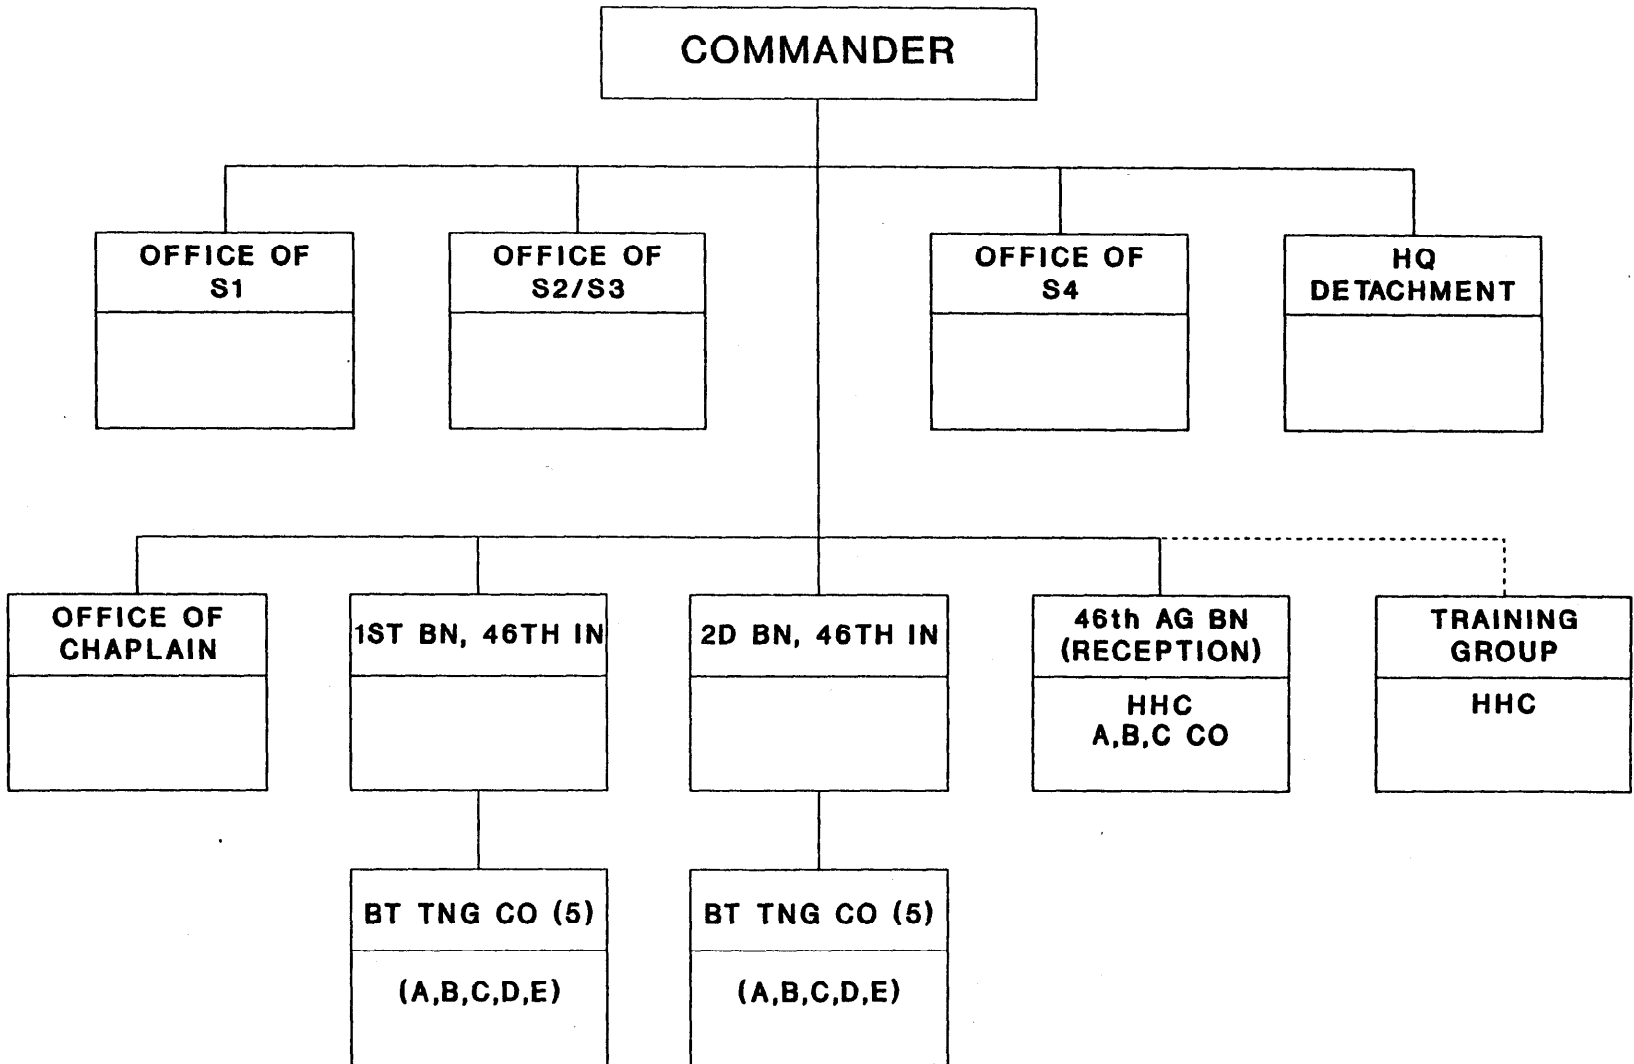 COMMANDER
OFFICE OF
S1
OFFICE OF
S2/S3
OFFICE OF
S4
HQ
DETACHMENT
OFFICE OF
CHAPLAIN
1ST BN, 46TH IN
2D BN, 46TH IN
46th AG BN
(RECEPTION)
HHC
A,B,C CO
TRAINING
GROUP
HHC
BT TNG CO (5)
(A,B,C,D,E)
BT TNG CO (5)
(A,B,C,D,E)